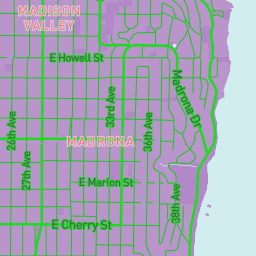 MADISON
VALLEY
E Howell St
Madrona Dr
33rd Ave
36th Ave
26th Ave
MADRONA
27th Ave
E Marion St
38th Ave
E Cherry St